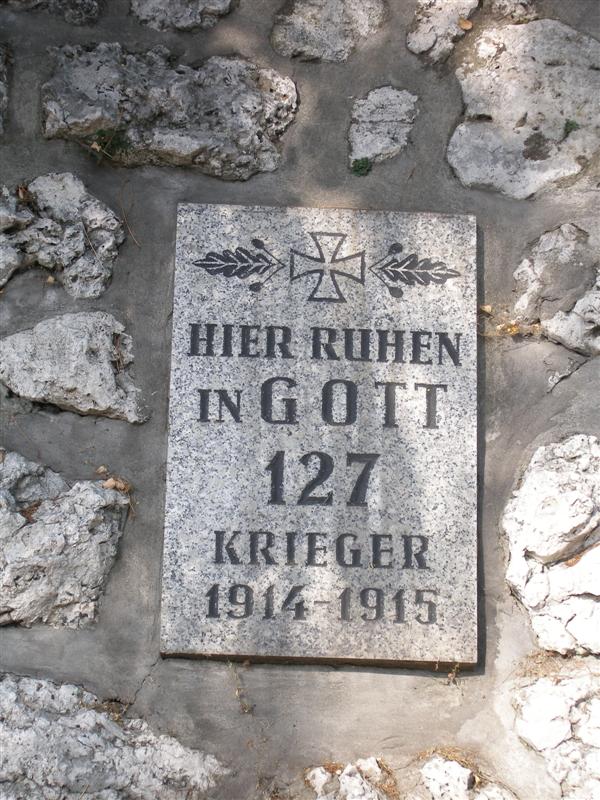 HIER RUHEN
IN GOTT
127
KRIEGER
1914-1915